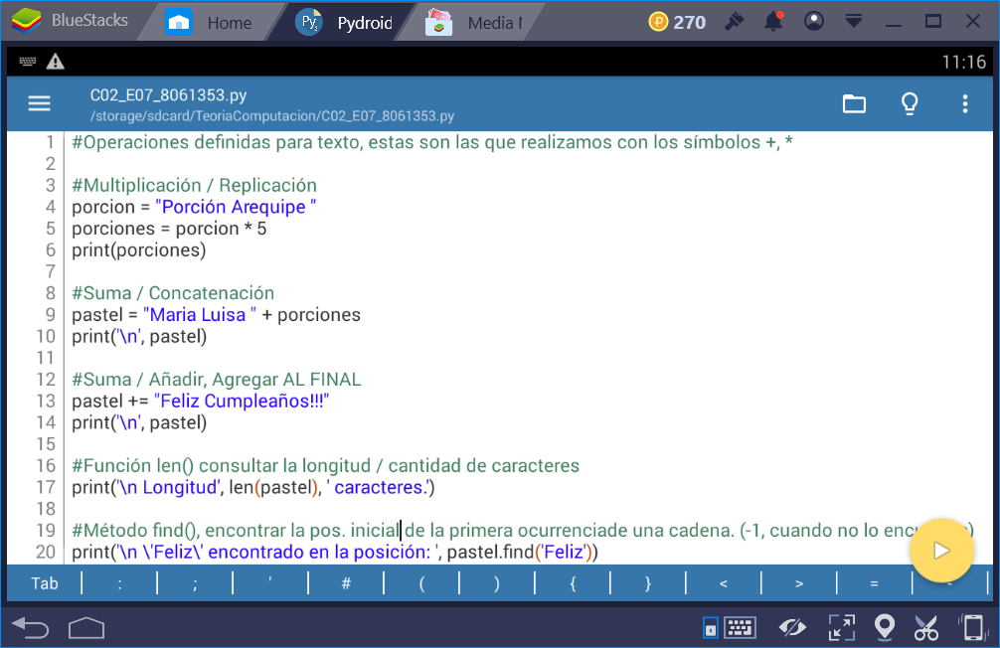 BlueStacks Home Pydroid Media 270
11:16
C02_E07_8061353.py
/storage/sdcard/TeoriaComputacion/C02_E07_8061353.py
1 #Operaciones definidas para texto, estas son las que realizamos con los símbolos +, *
2
3 #Multiplicación / Replicación
4 porcion = "Porción Arequipe "
5 porciones = porcion * 5
6 print(porciones)
7
8 #Suma / Concatenación
9 pastel = "Maria Luisa " + porciones
10 print('\n', pastel)
11
12 #Suma / Añadir, Agregar AL FINAL
13 pastel += "Feliz Cumpleaños!!!"
14 print('\n', pastel)
15
16 #Función len() consultar la longitud / cantidad de caracteres
17 print('\n Longitud', len(pastel), ' caracteres.')
18
19 #Método find(), encontrar la pos. inicial de la primera ocurrenciade una cadena. (-1, cuando no lo
20 print('\n \'Feliz\' encontrado en la posición: ', pastel.find('Feliz'))
Tab : ; ' # ( ) { } < > =